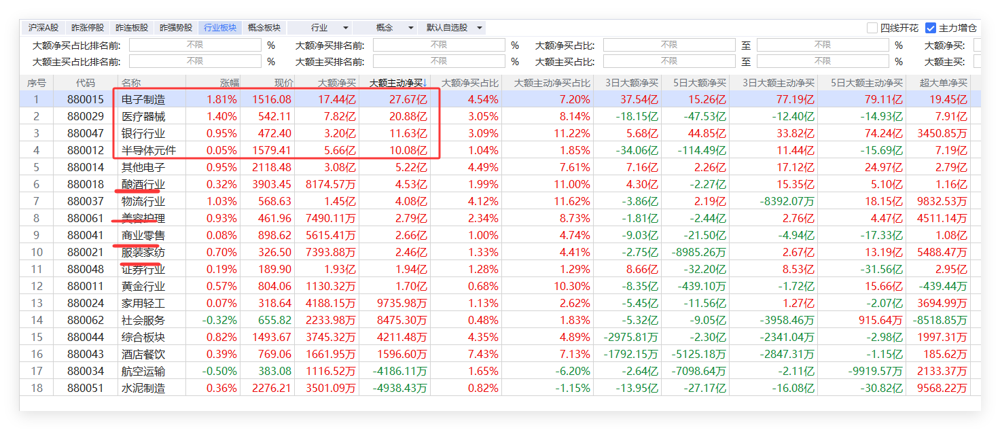 沪深A股 昨涨停股 昨连板股 昨强势股 行业板块 概念板块 行业 概念 默认自选股 四线开花 主力增仓
大额净买占比排名前: 不限 % 大额净买排名前: 不限 % 大额净买占比: 不限 至 不限 % 大额净买:
大额主买占比排名前: 不限 % 大额主买排名前: 不限 % 大额主买占比: 不限 至 不限 % 大额主买:
序号 代码 名称 涨幅 现价 大额净买 大额主动净买↓ 大额净买占比 大额主动净买占比 3日大额净买 5日大额净买 3日大额主动净买 5日大额主动净买 超大单净买
1 880015 电子制造 1.81% 1516.08 17.44亿 27.67亿 4.54% 7.20% 37.54亿 15.26亿 77.19亿 79.11亿 19.45亿
2 880029 医疗器械 1.40% 542.11 7.82亿 20.88亿 3.05% 8.14% -18.15亿 -47.53亿 -12.40亿 -14.93亿 7.91亿
3 880047 银行行业 0.95% 472.40 3.20亿 11.63亿 3.09% 11.22% 5.68亿 44.85亿 33.82亿 74.24亿 3450.85万
4 880012 半导体元件 0.05% 1579.41 5.66亿 10.08亿 1.04% 1.85% -34.06亿 -114.49亿 11.44亿 -15.69亿 7.19亿
5 880014 其他电子 0.95% 2118.48 3.08亿 5.22亿 4.49% 7.61% 7.16亿 2.26亿 17.12亿 24.97亿 2.79亿
6 880018 酿酒行业 0.32% 3903.45 8174.57万 4.53亿 1.99% 11.00% 4.30亿 -2.27亿 15.35亿 5.10亿 1.16亿
7 880037 物流行业 1.03% 568.63 1.45亿 4.08亿 4.12% 11.62% -3.86亿 2.19亿 -8392.07万 18.15亿 9832.53万
8 880061 美容护理 0.93% 461.96 7490.11万 2.79亿 2.34% 8.73% -1.81亿 -2.44亿 2.76亿 4.47亿 4511.14万
9 880041 商业零售 0.08% 898.62 5615.41万 2.66亿 1.00% 4.74% -9.03亿 -21.50亿 -4.94亿 -17.33亿 1.08亿
10 880021 服装家纺 0.70% 326.50 7393.88万 2.46亿 1.33% 4.41% -2.75亿 -8985.26万 2.67亿 13.19亿 5488.47万
11 880048 证券行业 0.19% 189.90 1.93亿 1.94亿 1.28% 1.29% 8.66亿 -32.20亿 8.53亿 -31.56亿 2.95亿
12 880011 黄金行业 0.57% 804.06 1130.32万 1.70亿 0.68% 10.30% -8.35亿 -439.10万 -1.72亿 15.66亿 -439.44万
13 880024 家用轻工 0.07% 318.64 4188.15万 9735.98万 1.13% 2.62% -5.45亿 -11.56亿 1.27亿 -2.07亿 3694.99万
14 880062 社会服务 -0.32% 655.82 2233.98万 8475.30万 0.48% 1.83% -5.32亿 -9.05亿 -3958.46万 915.64万 -8518.85万
15 880044 综合板块 0.82% 1493.67 3745.32万 4211.48万 4.35% 4.89% -2975.81万 -2.30亿 -2341.04万 -2.98亿 1997.31万
16 880043 酒店餐饮 0.39% 769.06 1661.95万 1596.60万 7.43% 7.13% -1792.15万 -5125.18万 -2847.31万 -1.15亿 185.62万
17 880034 航空运输 -0.50% 383.08 1116.52万 -4186.11万 1.65% -6.20% -2.64亿 -7098.64万 -2.11亿 -9919.57万 2133.37万
18 880051 水泥制造 0.36% 2276.21 3501.09万 -4938.43万 0.82% -1.15% -13.95亿 -27.17亿 -16.08亿 -30.82亿 9568.22万